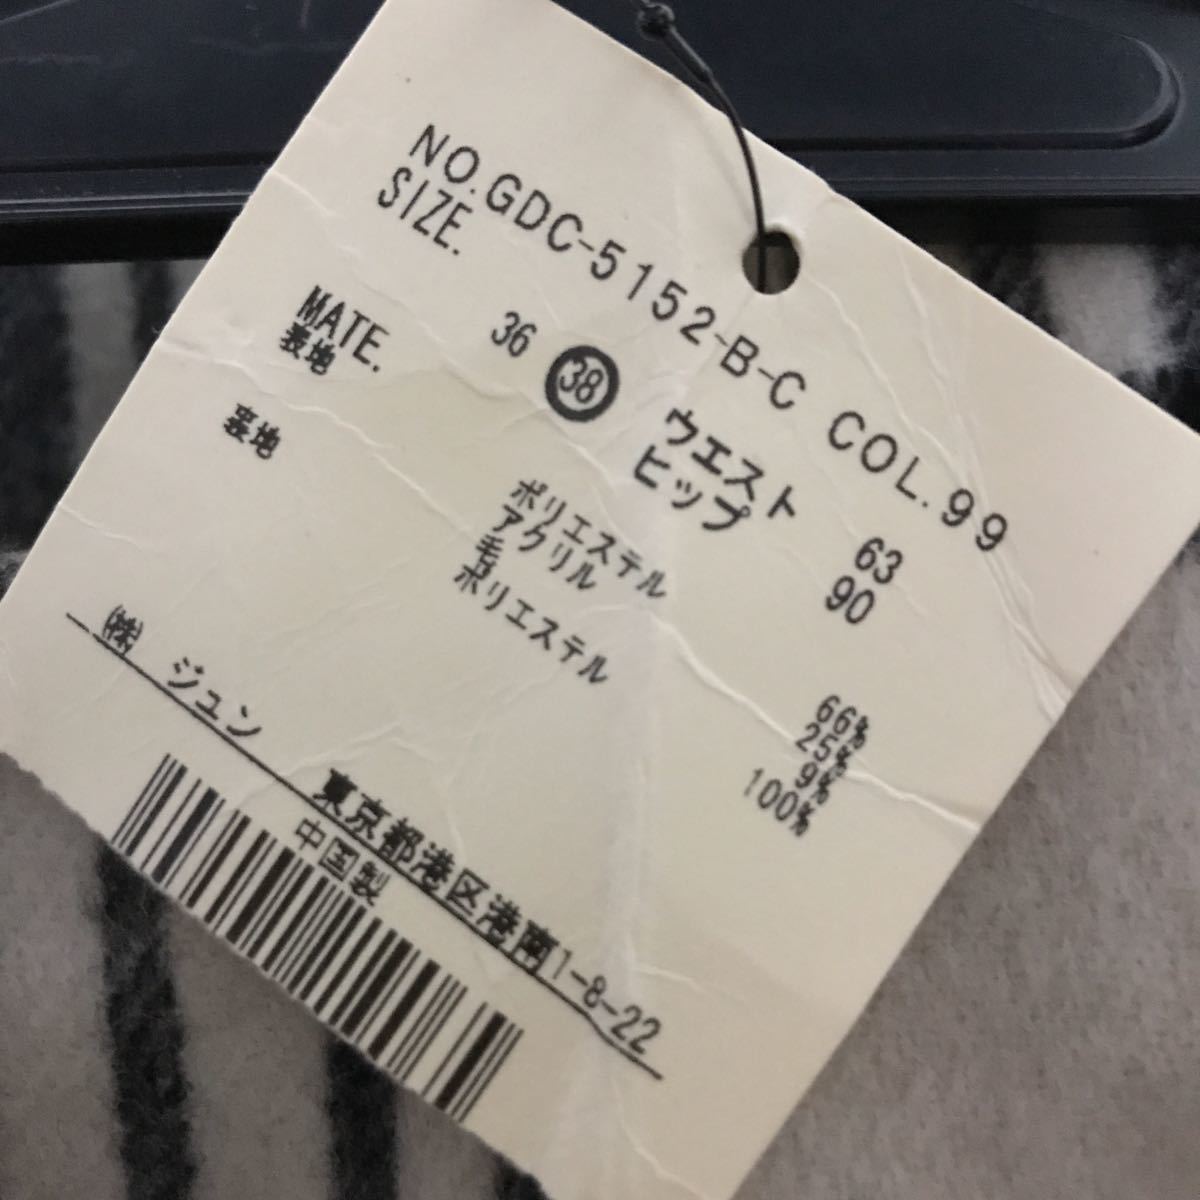 NO.GDC-5152-B-C COL.99
SIZE. 36 38 ウエスト 63
ヒップ 90
MATE.
表地 ポリエステル 66%
アクリル 25%
毛 9%
裏地 ポリエステル 100%
㈱ ジュン 東京都港区港南1-8-22
中国製